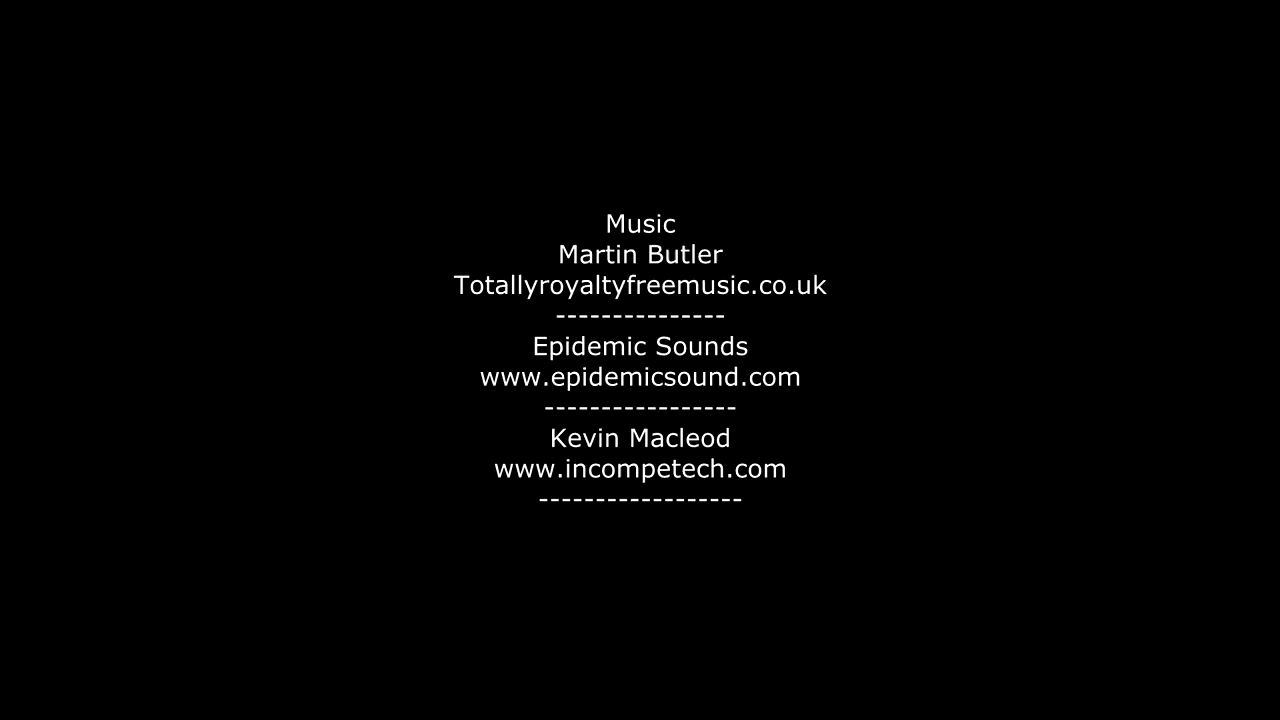 Music
Martin Butler
Totallyroyaltyfreemusic.co.uk
---------------
Epidemic Sounds
www.epidemicsound.com
-----------------
Kevin Macleod
www.incompetech.com
------------------